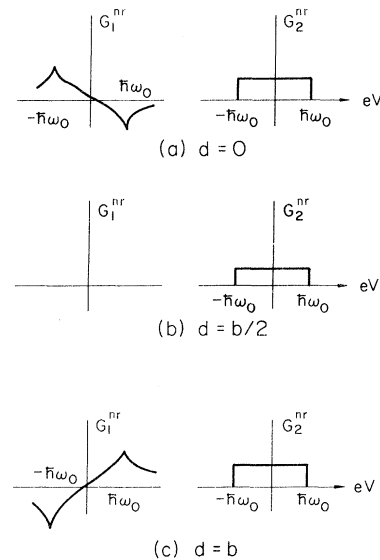 G₁ⁿʳ
G₂ⁿʳ
ħω₀
-ħω₀
-ħω₀ ħω₀ eV
(a) d = 0
G₁ⁿʳ
G₂ⁿʳ
-ħω₀ ħω₀ eV
(b) d = b/2
G₁ⁿʳ
G₂ⁿʳ
-ħω₀
ħω₀
-ħω₀ ħω₀ eV
(c) d = b